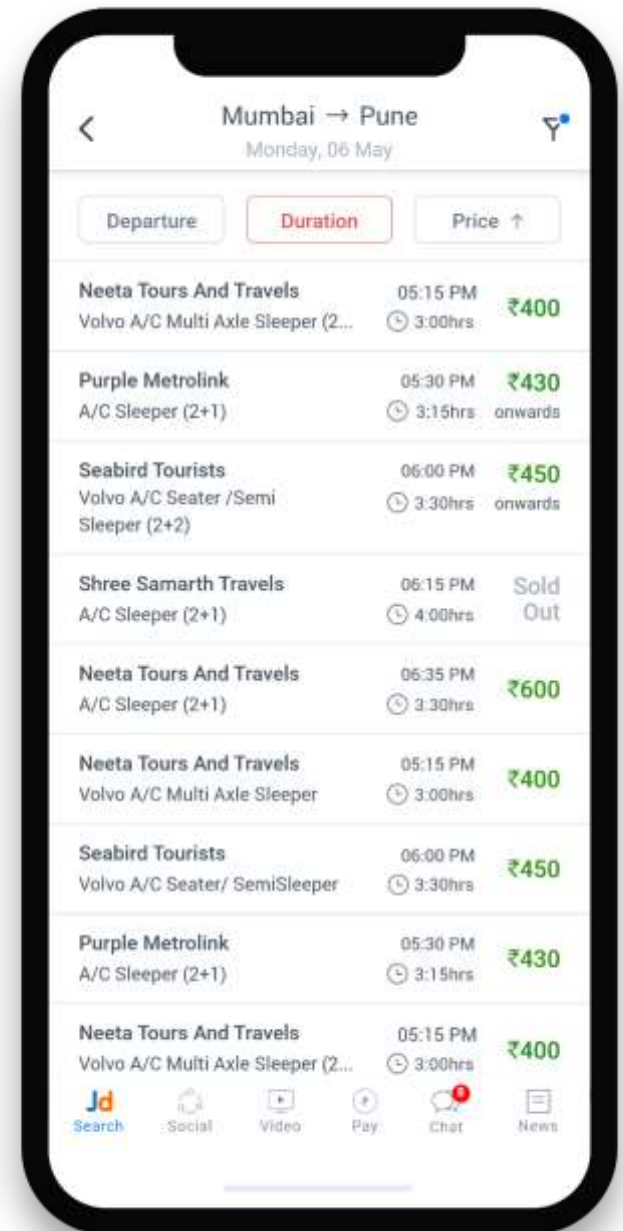 Mumbai → Pune
Monday, 06 May
Departure Duration Price ↑
Neeta Tours And Travels 05:15 PM ₹400
Volvo A/C Multi Axle Sleeper (2... 3:00hrs
Purple Metrolink 05:30 PM ₹430
A/C Sleeper (2+1) 3:15hrs onwards
Seabird Tourists 06:00 PM ₹450
Volvo A/C Seater /Semi 3:30hrs onwards
Sleeper (2+2)
Shree Samarth Travels 06:15 PM Sold
A/C Sleeper (2+1) 4:00hrs Out
Neeta Tours And Travels 06:35 PM ₹600
A/C Sleeper (2+1) 3:30hrs
Neeta Tours And Travels 05:15 PM ₹400
Volvo A/C Multi Axle Sleeper 3:00hrs
Seabird Tourists 06:00 PM ₹450
Volvo A/C Seater/ SemiSleeper 3:30hrs
Purple Metrolink 05:30 PM ₹430
A/C Sleeper (2+1) 3:15hrs
Neeta Tours And Travels 05:15 PM ₹400
Volvo A/C Multi Axle Sleeper (2... 3:00hrs
Jd
Search Social Video Pay Chat News